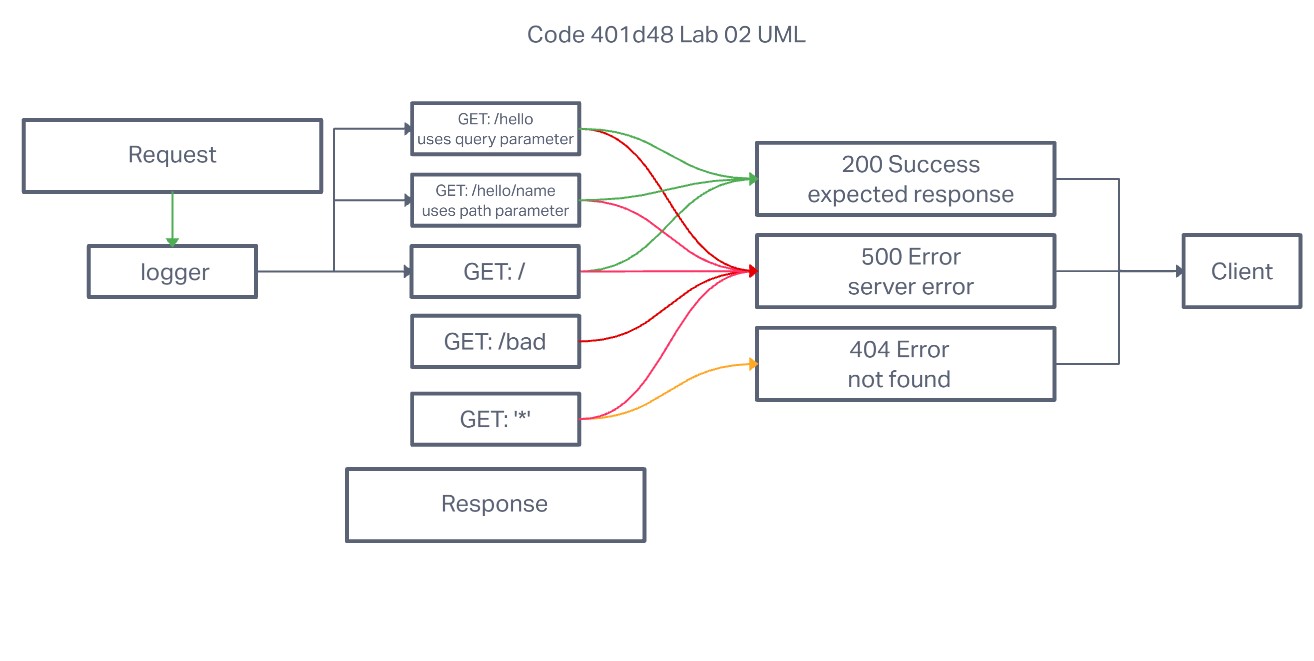 Code 401d48 Lab 02 UML
Request
logger
GET: /hello
uses query parameter
GET: /hello/name
uses path parameter
GET: /
GET: /bad
GET: '*'
Response
200 Success
expected response
500 Error
server error
404 Error
not found
Client